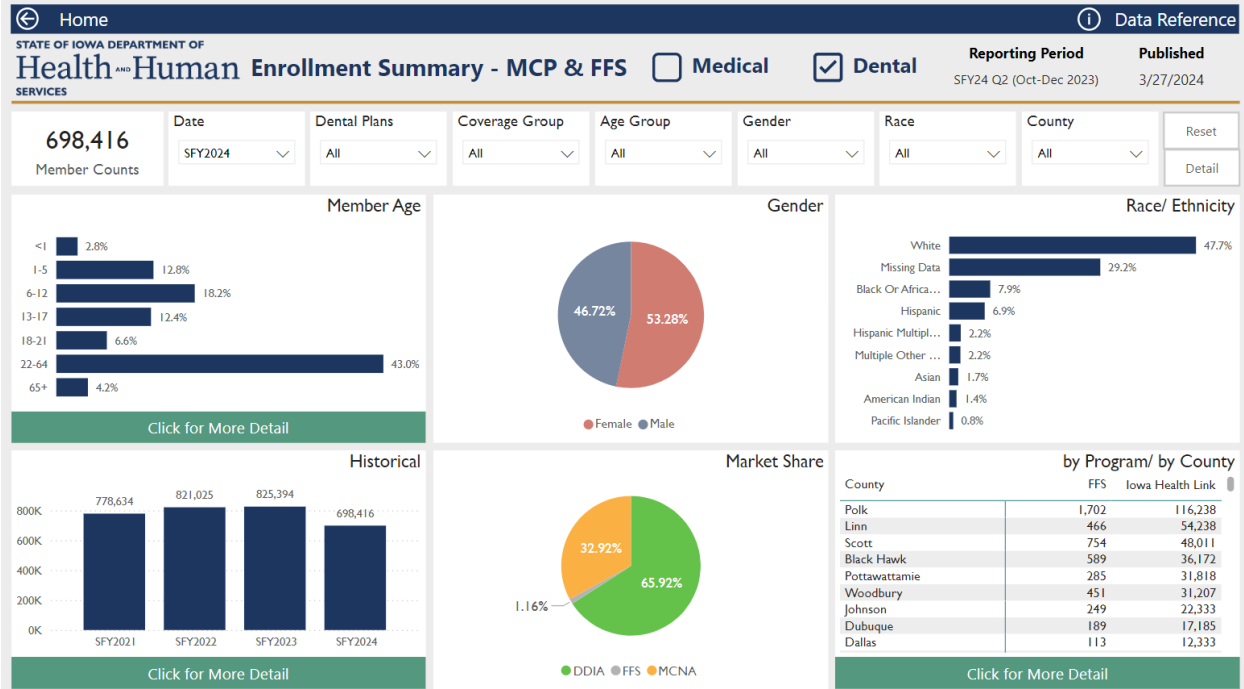 Home
Data Reference
STATE OF IOWA DEPARTMENT OF
Health AND Human
SERVICES
Enrollment Summary - MCP & FFS
Medical
Dental
Reporting Period
SFY24 Q2 (Oct-Dec 2023)
Published
3/27/2024
698,416
Member Counts
Date
SFY2024
Dental Plans
All
Coverage Group
All
Age Group
All
Gender
All
Race
All
County
All
Reset
Detail
Member Age
<1 2.8%
1-5 12.8%
6-12 18.2%
13-17 12.4%
18-21 6.6%
22-64 43.0%
65+ 4.2%
Click for More Detail
Gender
46.72%
53.28%
Female Male
Race/ Ethnicity
White 47.7%
Missing Data 29.2%
Black Or Africa... 7.9%
Hispanic 6.9%
Hispanic Multipl... 2.2%
Multiple Other ... 2.2%
Asian 1.7%
American Indian 1.4%
Pacific Islander 0.8%
Historical
778,634 821,025 825,394 698,416
800K
600K
400K
200K
0K
SFY2021 SFY2022 SFY2023 SFY2024
Click for More Detail
Market Share
32.92%
65.92%
1.16%
DDIA FFS MCNA
by Program/ by County
County FFS Iowa Health Link
Polk 1,702 116,238
Linn 466 54,238
Scott 754 48,011
Black Hawk 589 36,172
Pottawattamie 285 31,818
Woodbury 451 31,207
Johnson 249 22,333
Dubuque 189 17,185
Dallas 113 12,333
Click for More Detail